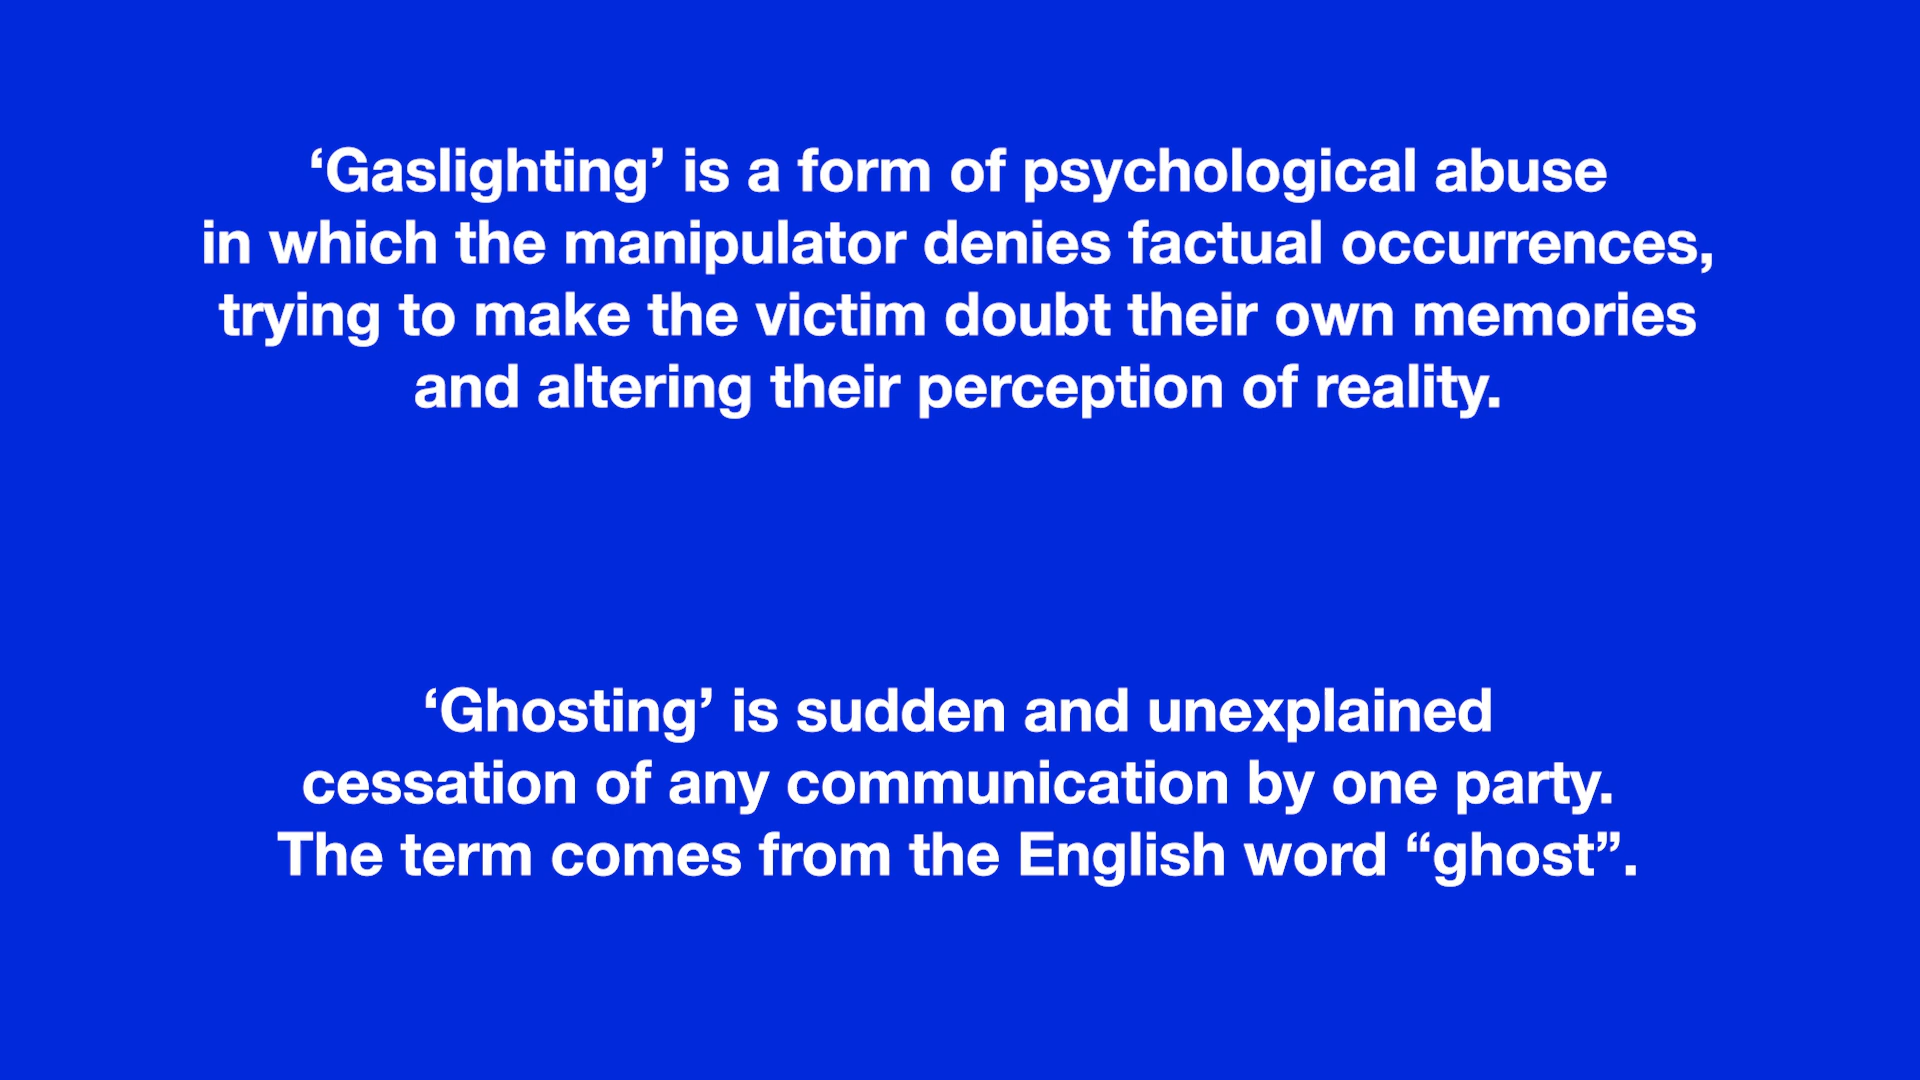 ‘Gaslighting’ is a form of psychological abuse
in which the manipulator denies factual occurrences,
trying to make the victim doubt their own memories
and altering their perception of reality.
‘Ghosting’ is sudden and unexplained
cessation of any communication by one party.
The term comes from the English word “ghost”.